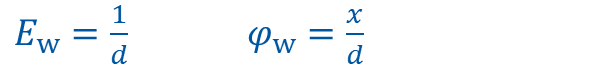 E_w = 1/d    φ_w = x/d